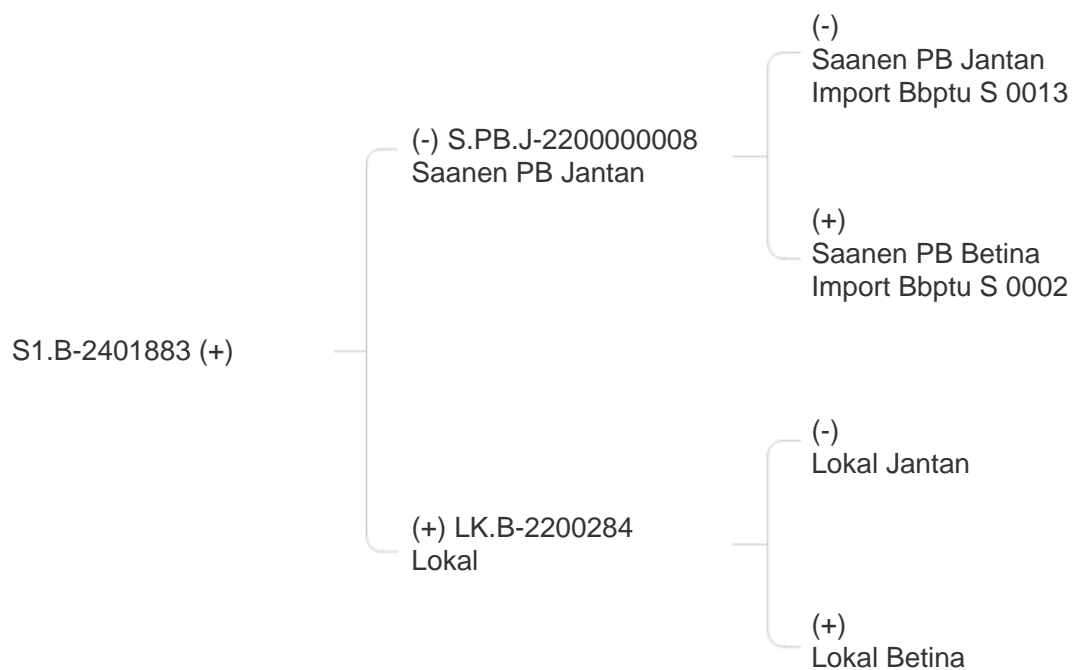 (-)
Saanen PB Jantan
Import Bbptu S 0013
(-) S.PB.J-2200000008
Saanen PB Jantan
(+)
Saanen PB Betina
Import Bbptu S 0002
S1.B-2401883 (+)
(-)
Lokal Jantan
(+) LK.B-2200284
Lokal
(+)
Lokal Betina